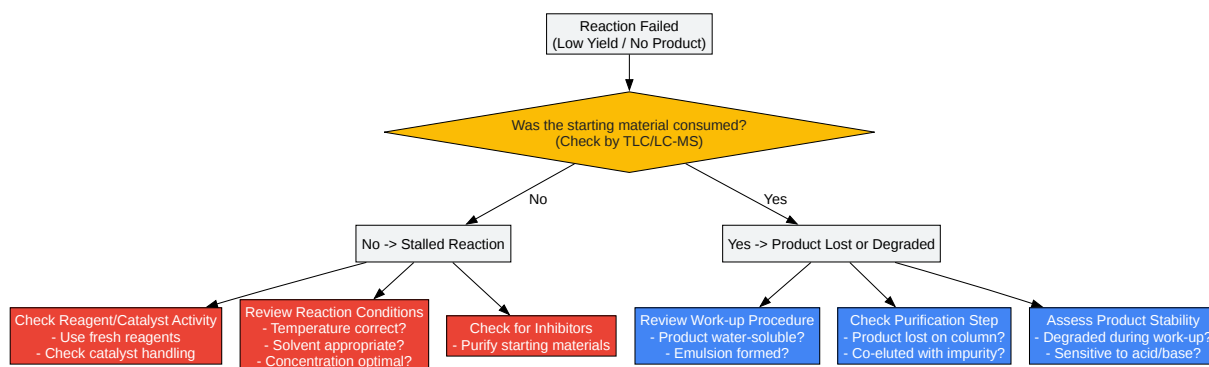 Reaction Failed
(Low Yield / No Product)
Was the starting material consumed?
(Check by TLC/LC-MS)
No
Yes
No -> Stalled Reaction
Yes -> Product Lost or Degraded
Check Reagent/Catalyst Activity
- Use fresh reagents
- Check catalyst handling
Review Reaction Conditions
- Temperature correct?
- Solvent appropriate?
- Concentration optimal?
Check for Inhibitors
- Purify starting materials
Review Work-up Procedure
- Product water-soluble?
- Emulsion formed?
Check Purification Step
- Product lost on column?
- Co-eluted with impurity?
Assess Product Stability
- Degraded during work-up?
- Sensitive to acid/base?